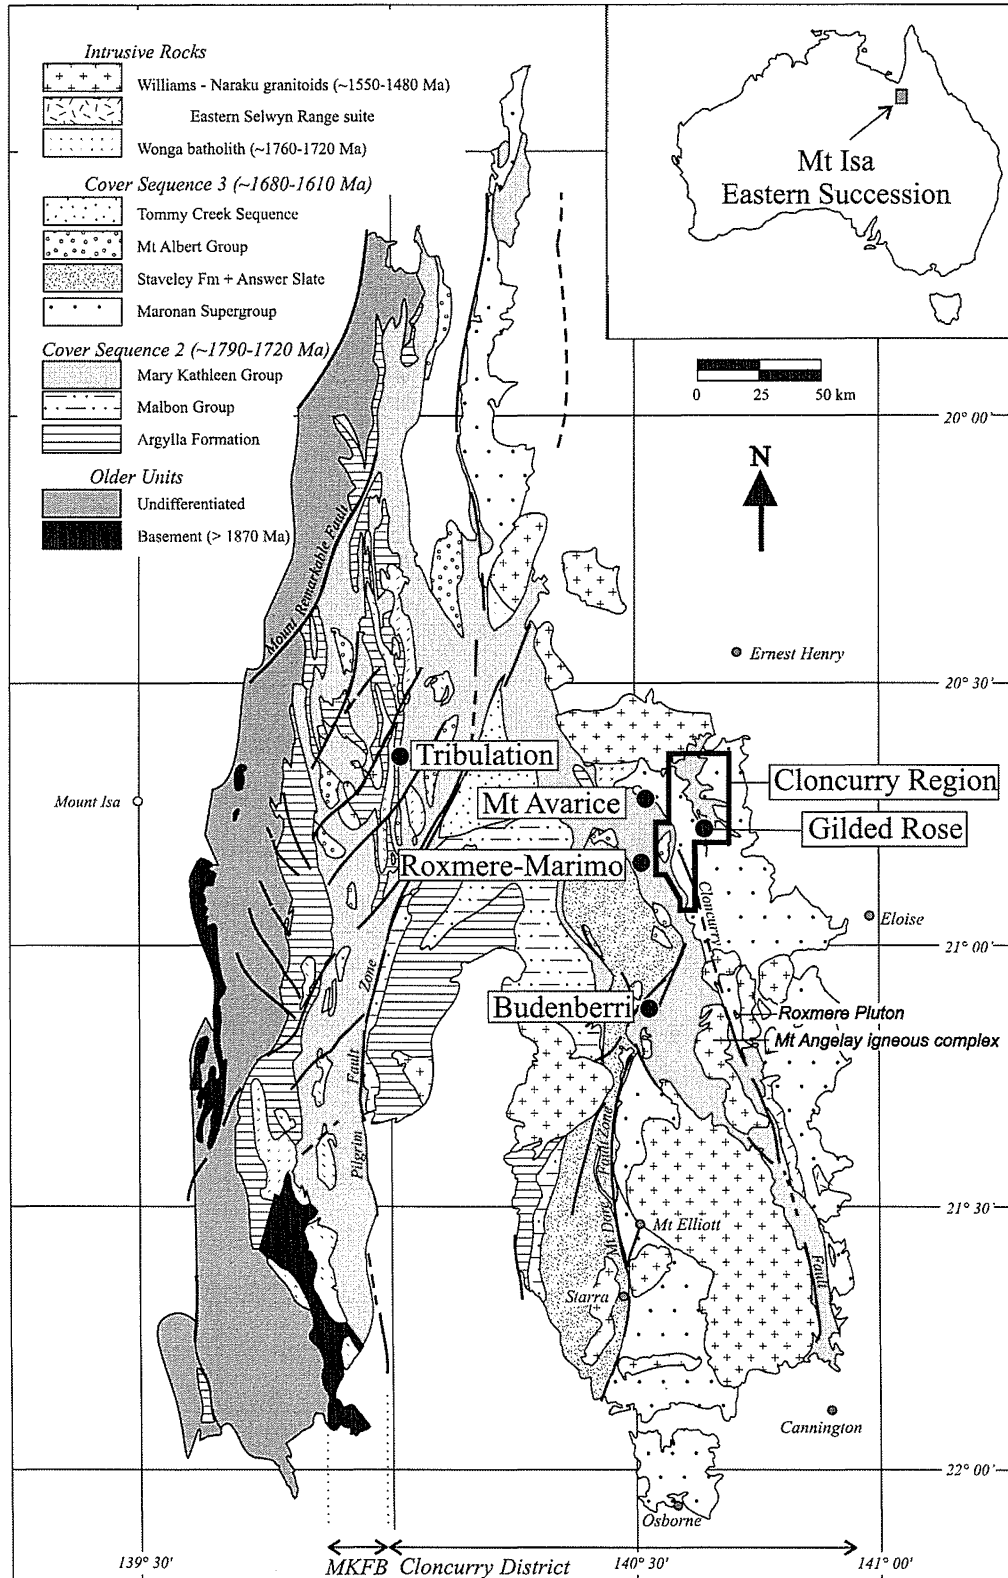 Intrusive Rocks
Williams - Naraku granitoids (~1550-1480 Ma)
Eastern Selwyn Range suite
Wonga batholith (~1760-1720 Ma)
Cover Sequence 3 (~1680-1610 Ma)
Tommy Creek Sequence
Mt Albert Group
Staveley Fm + Answer Slate
Maronan Supergroup
Cover Sequence 2 (~1790-1720 Ma)
Mary Kathleen Group
Malbon Group
Argylla Formation
Older Units
Undifferentiated
Basement (> 1870 Ma)
Mt Isa
Eastern Succession
0 25 50 km
20° 00'
N
Mount Remarkable Fault
Ernest Henry
20° 30'
Tribulation
Cloncurry Region
Mount Isa
Mt Avarice
Gilded Rose
Roxmere-Marimo
Cloncurry
Eloise
21° 00'
Budenberri
Roxmere Pluton
Mt Angelay igneous complex
Pilgrim Fault Zone
Mt Dore Fault Zone
21° 30'
Mt Elliott
Fault
Starra
Cannington
22° 00'
Osborne
139° 30'
MKFB Cloncurry District
140° 30'
141° 00'